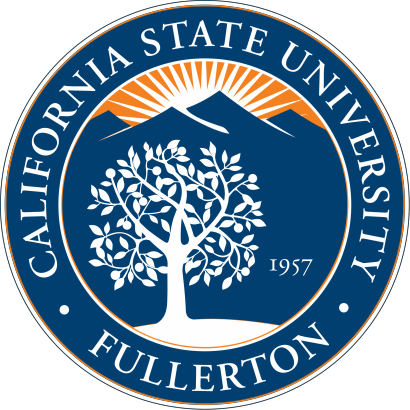 CALIFORNIA STATE UNIVERSITY
1957
• FULLERTON •